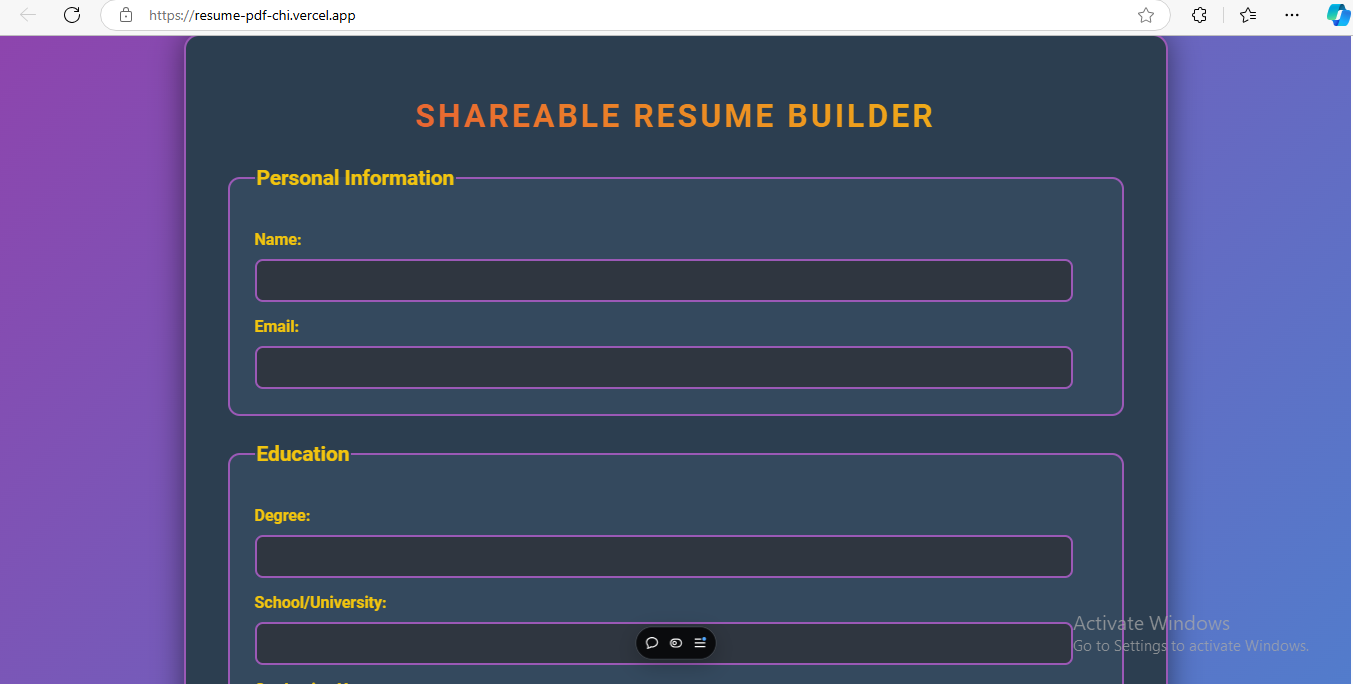 https://resume-pdf-chi.vercel.app
SHAREABLE RESUME BUILDER
Personal Information
Name:
Email:
Education
Degree:
School/University:
Activate Windows
Go to Settings to activate Windows.